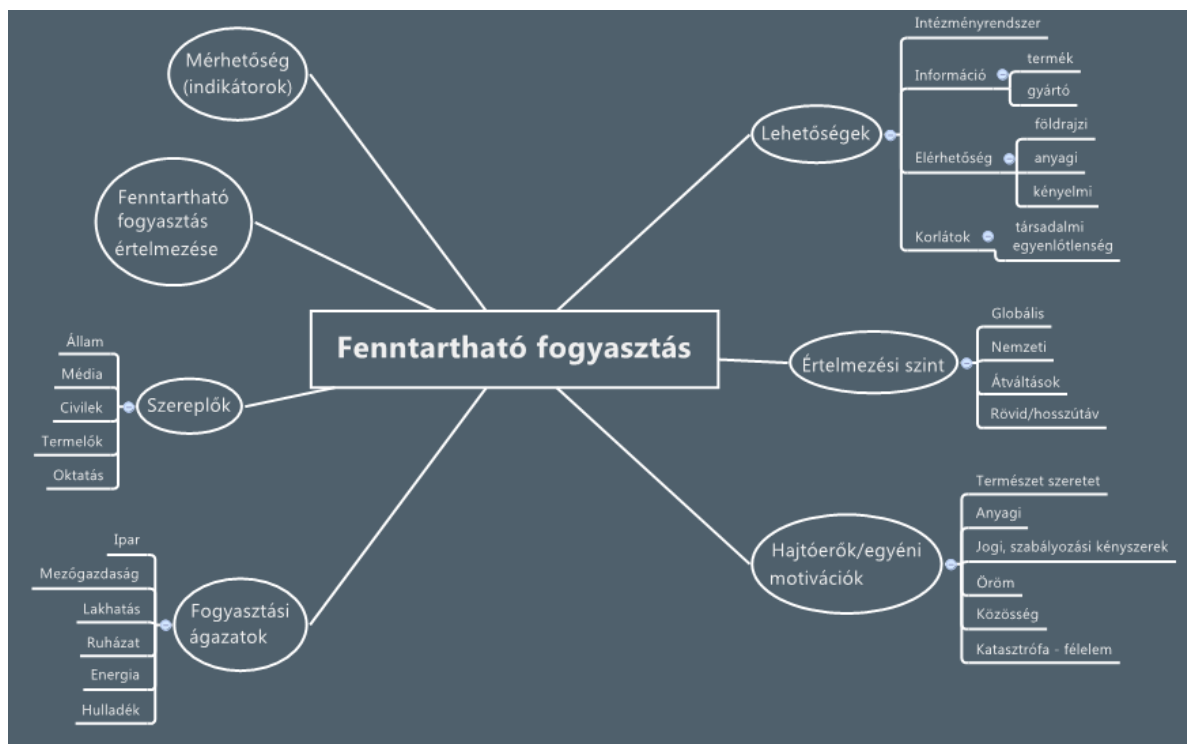 Mérhetőség
(indikátorok)
Fenntartható
fogyasztás
értelmezése
Fenntartható fogyasztás
Szereplők
Állam
Média
Civilek
Termelők
Oktatás
Fogyasztási
ágazatok
Ipar
Mezőgazdaság
Lakhatás
Ruházat
Energia
Hulladék
Lehetőségek
Intézményrendszer
Információ
termék
gyártó
Elérhetőség
földrajzi
anyagi
kényelmi
Korlátok
társadalmi
egyenlőtlenség
Értelmezési szint
Globális
Nemzeti
Átváltások
Rövid/hosszútáv
Hajtóerők/egyéni
motivációk
Természet szeretet
Anyagi
Jogi, szabályozási kényszerek
Öröm
Közösség
Katasztrófa - félelem